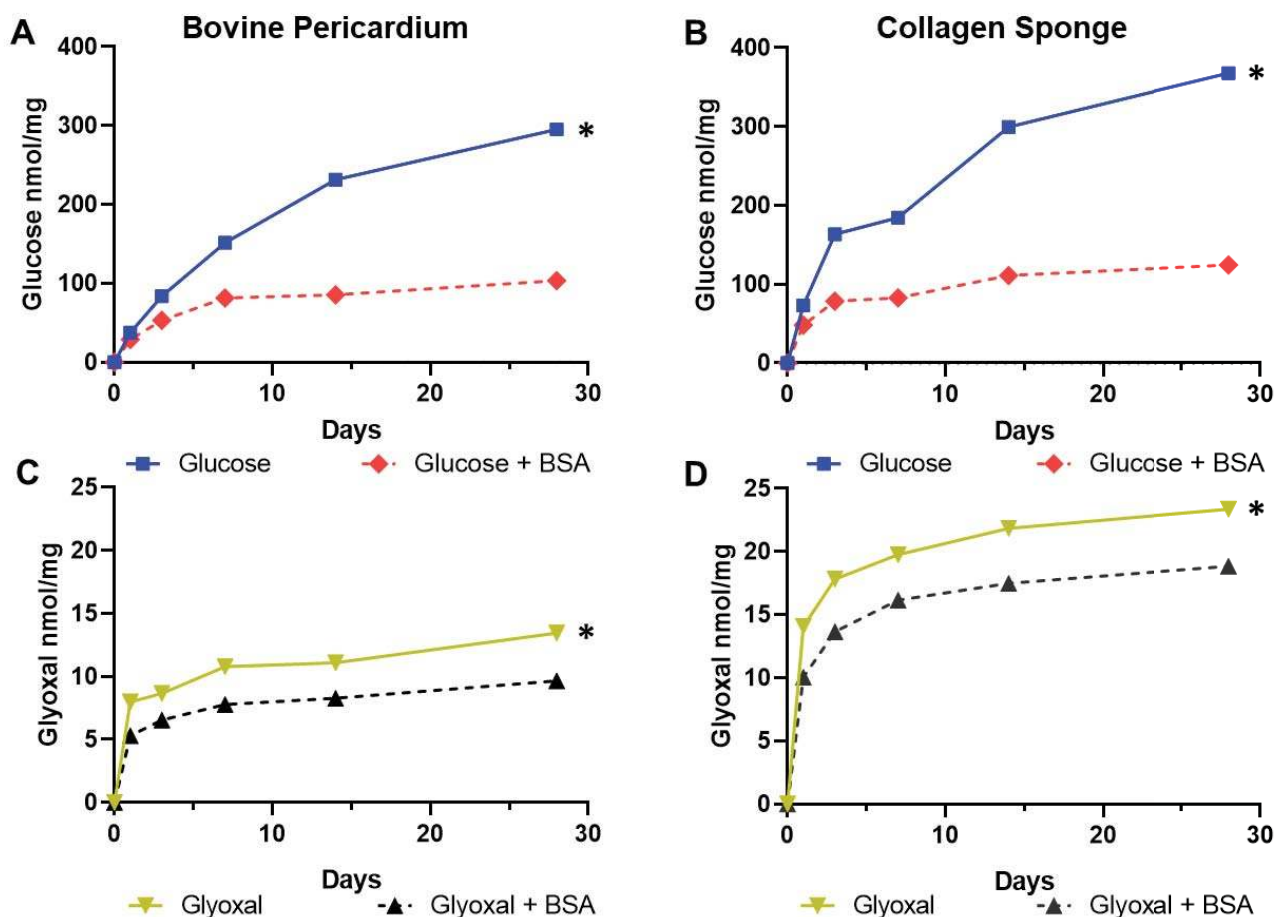 A
Bovine Pericardium
Glucose nmol/mg
400
300
200
100
0
*
0
10
20
30
Days
Glucose
Glucose + BSA
B
Collagen Sponge
Glucose nmol/mg
400
300
200
100
0
*
0
10
20
30
Days
Glucose
Glucose + BSA
C
Glyoxal nmol/mg
25
20
15
10
5
0
*
0
10
20
30
Days
Glyoxal
Glyoxal + BSA
D
Glyoxal nmol/mg
25
20
15
10
5
0
*
0
10
20
30
Days
Glyoxal
Glyoxal + BSA